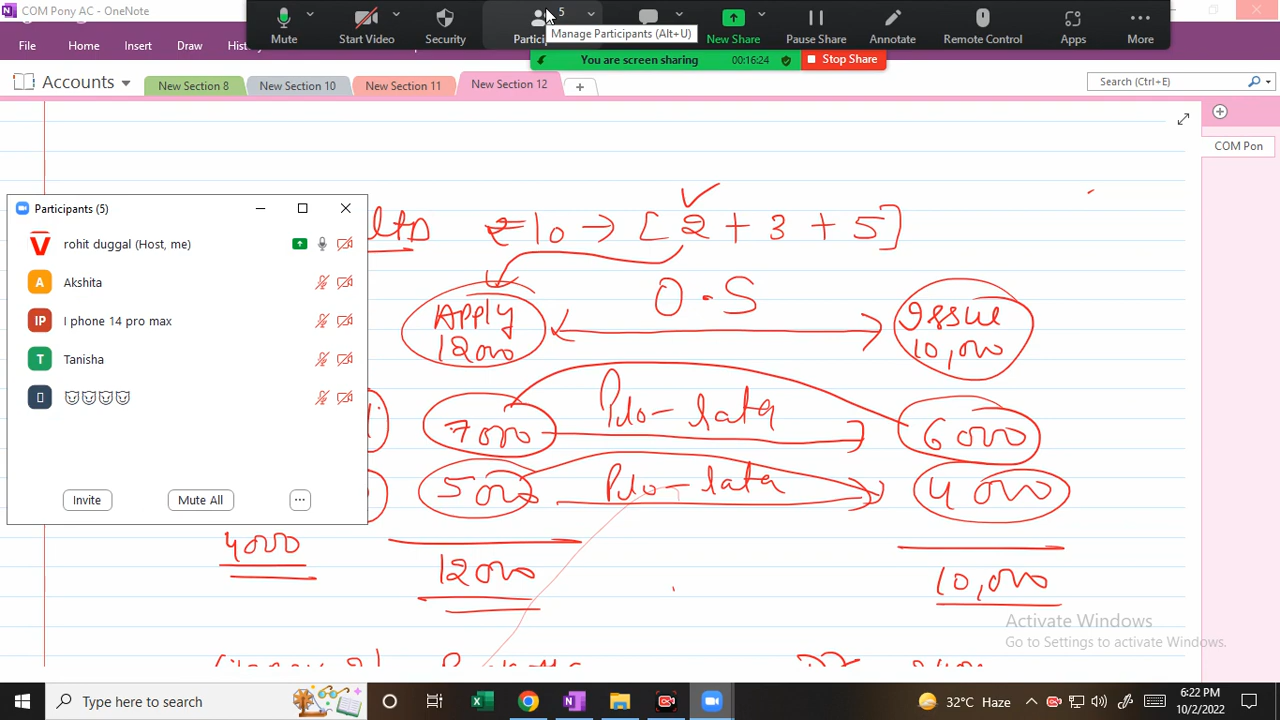 COM Pony AC - OneNote
File Home Insert Draw
Mute Start Video Security 5 Manage Participants (Alt+U) New Share Pause Share Annotate Remote Control Apps More
You are screen sharing 00:16:24 Stop Share
Accounts New Section 8 New Section 10 New Section 11 New Section 12 Search (Ctrl+E)
COM Pon
Participants (5)
rohit duggal (Host, me)
A Akshita
IP I phone 14 pro max
T Tanisha
Invite Mute All ...
ltd 10 → [2 + 3 + 5]
Apply O.S Issue
12000 10,000
7000 Pro-rata 6000
5000 Pro-rata 4000
4000
12000 10,000
Activate Windows
Go to Settings to activate Windows.
Type here to search 32°C Haze 6:22 PM
10/2/2022